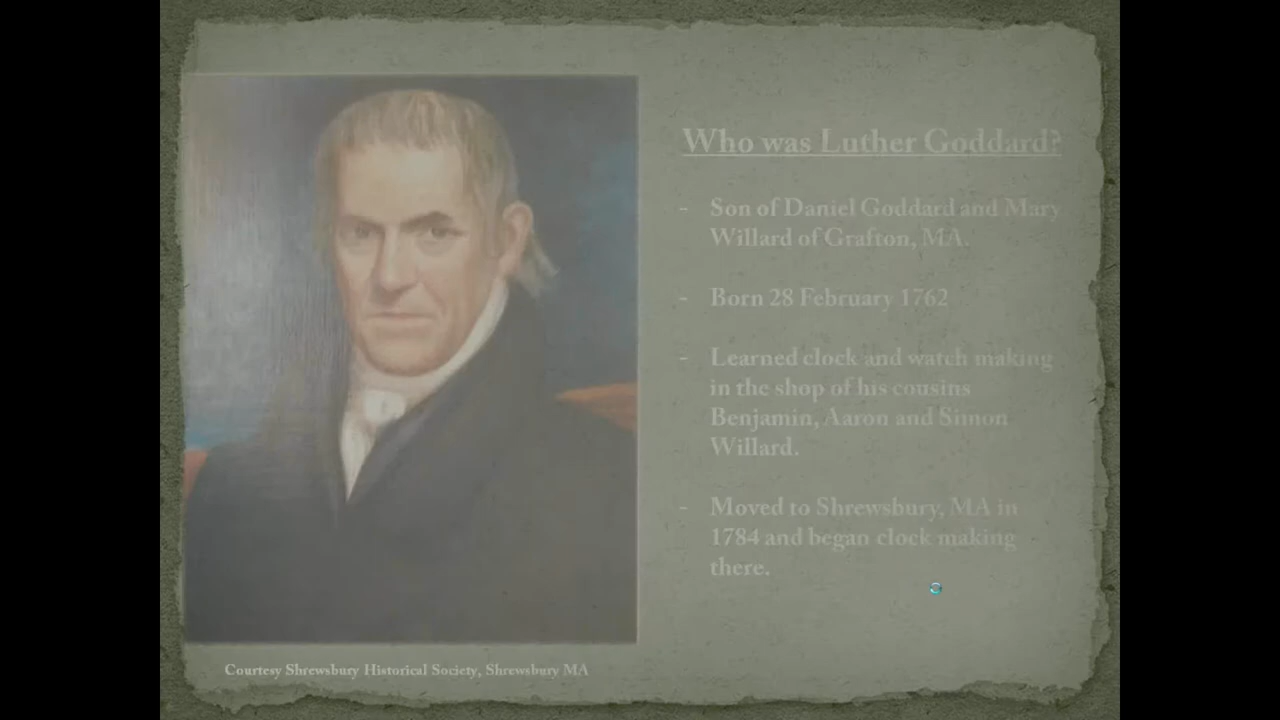 Who was Luther Goddard?
- Son of Daniel Goddard and Mary
Willard of Grafton, MA.
- Born 28 February 1762
- Learned clock and watch making
in the shop of his cousins
Benjamin, Aaron and Simon
Willard.
- Moved to Shrewsbury, MA in
1784 and began clock making
there.
Courtesy Shrewsbury Historical Society, Shrewsbury MA